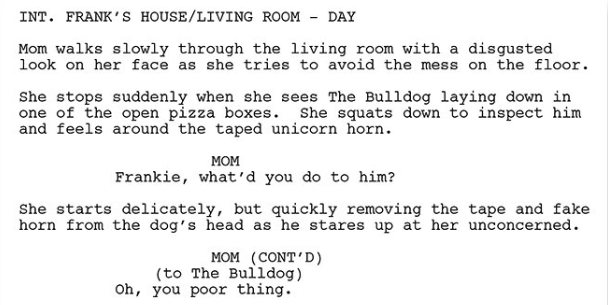 INT. FRANK'S HOUSE/LIVING ROOM – DAY
Mom walks slowly through the living room with a disgusted
look on her face as she tries to avoid the mess on the floor.
She stops suddenly when she sees The Bulldog laying down in
one of the open pizza boxes.  She squats down to inspect him
and feels around the taped unicorn horn.
MOM
Frankie, what'd you do to him?
She starts delicately, but quickly removing the tape and fake
horn from the dog's head as he stares up at her unconcerned.
MOM (CONT'D)
(to The Bulldog)
Oh, you poor thing.